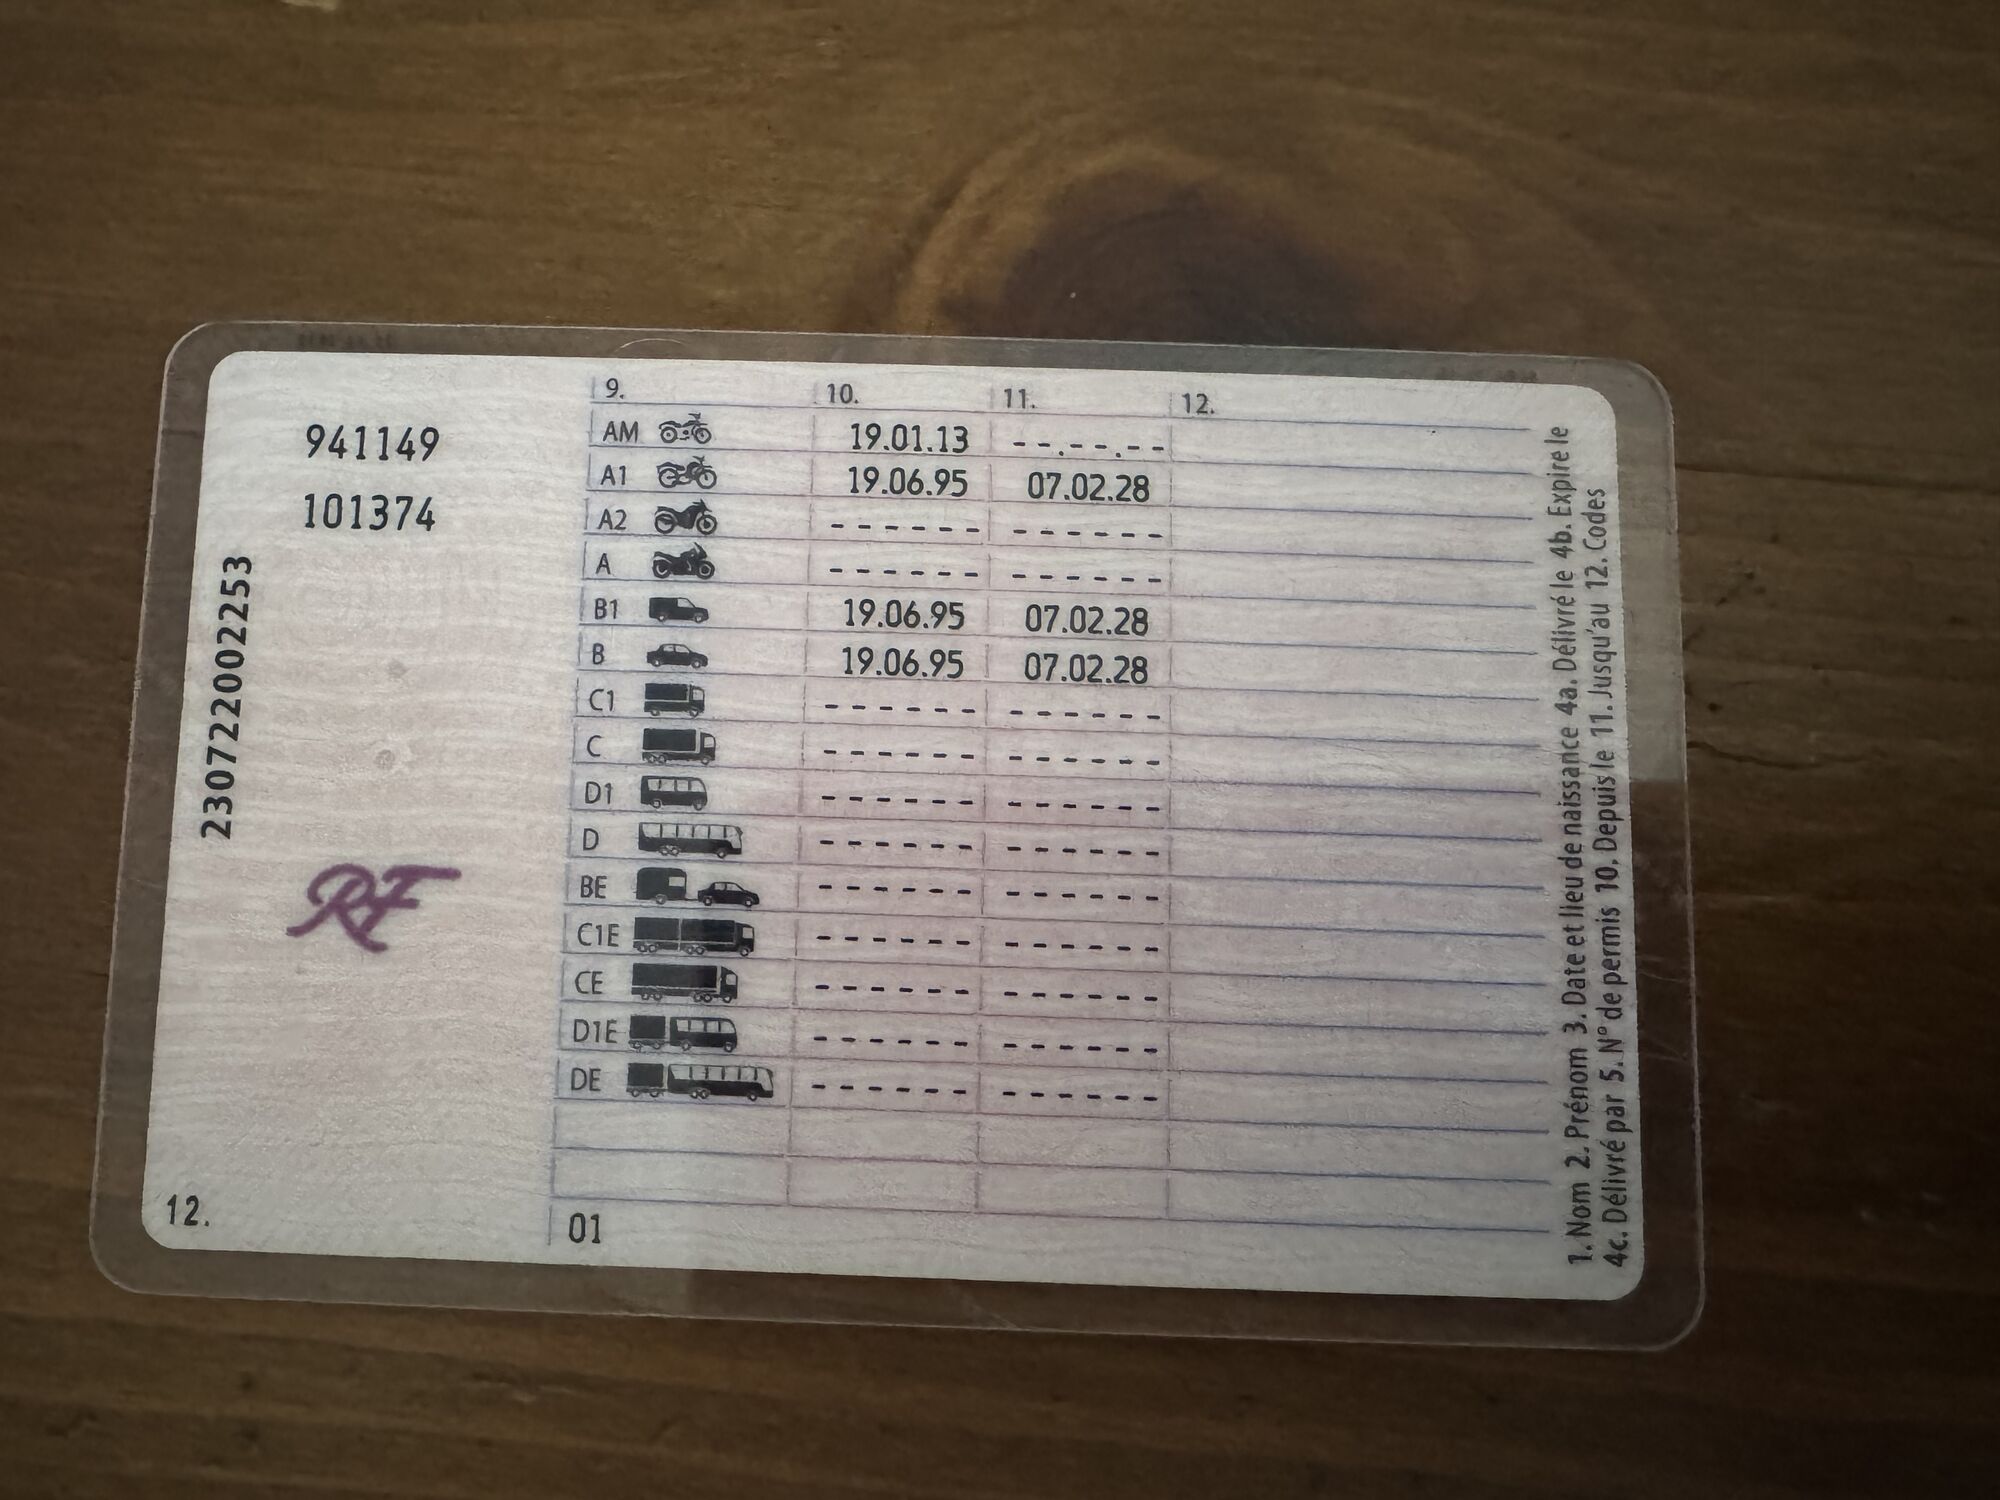 941149
101374
230722002253
RF
12.
9. 10. 11. 12.
AM 19.01.13 --.--.--
A1 19.06.95 07.02.28
A2 ------ ------
A ------ ------
B1 19.06.95 07.02.28
B 19.06.95 07.02.28
C1 ------ ------
C ------ ------
D1 ------ ------
D ------ ------
BE ------ ------
C1E ------ ------
CE ------ ------
D1E ------ ------
DE ------ ------
01
1. Nom 2. Prénom 3. Date et lieu de naissance 4a. Délivré le 4b. Expire le
4c. Délivré par 5. N° de permis 10. Depuis le 11. Jusqu'au 12. Codes